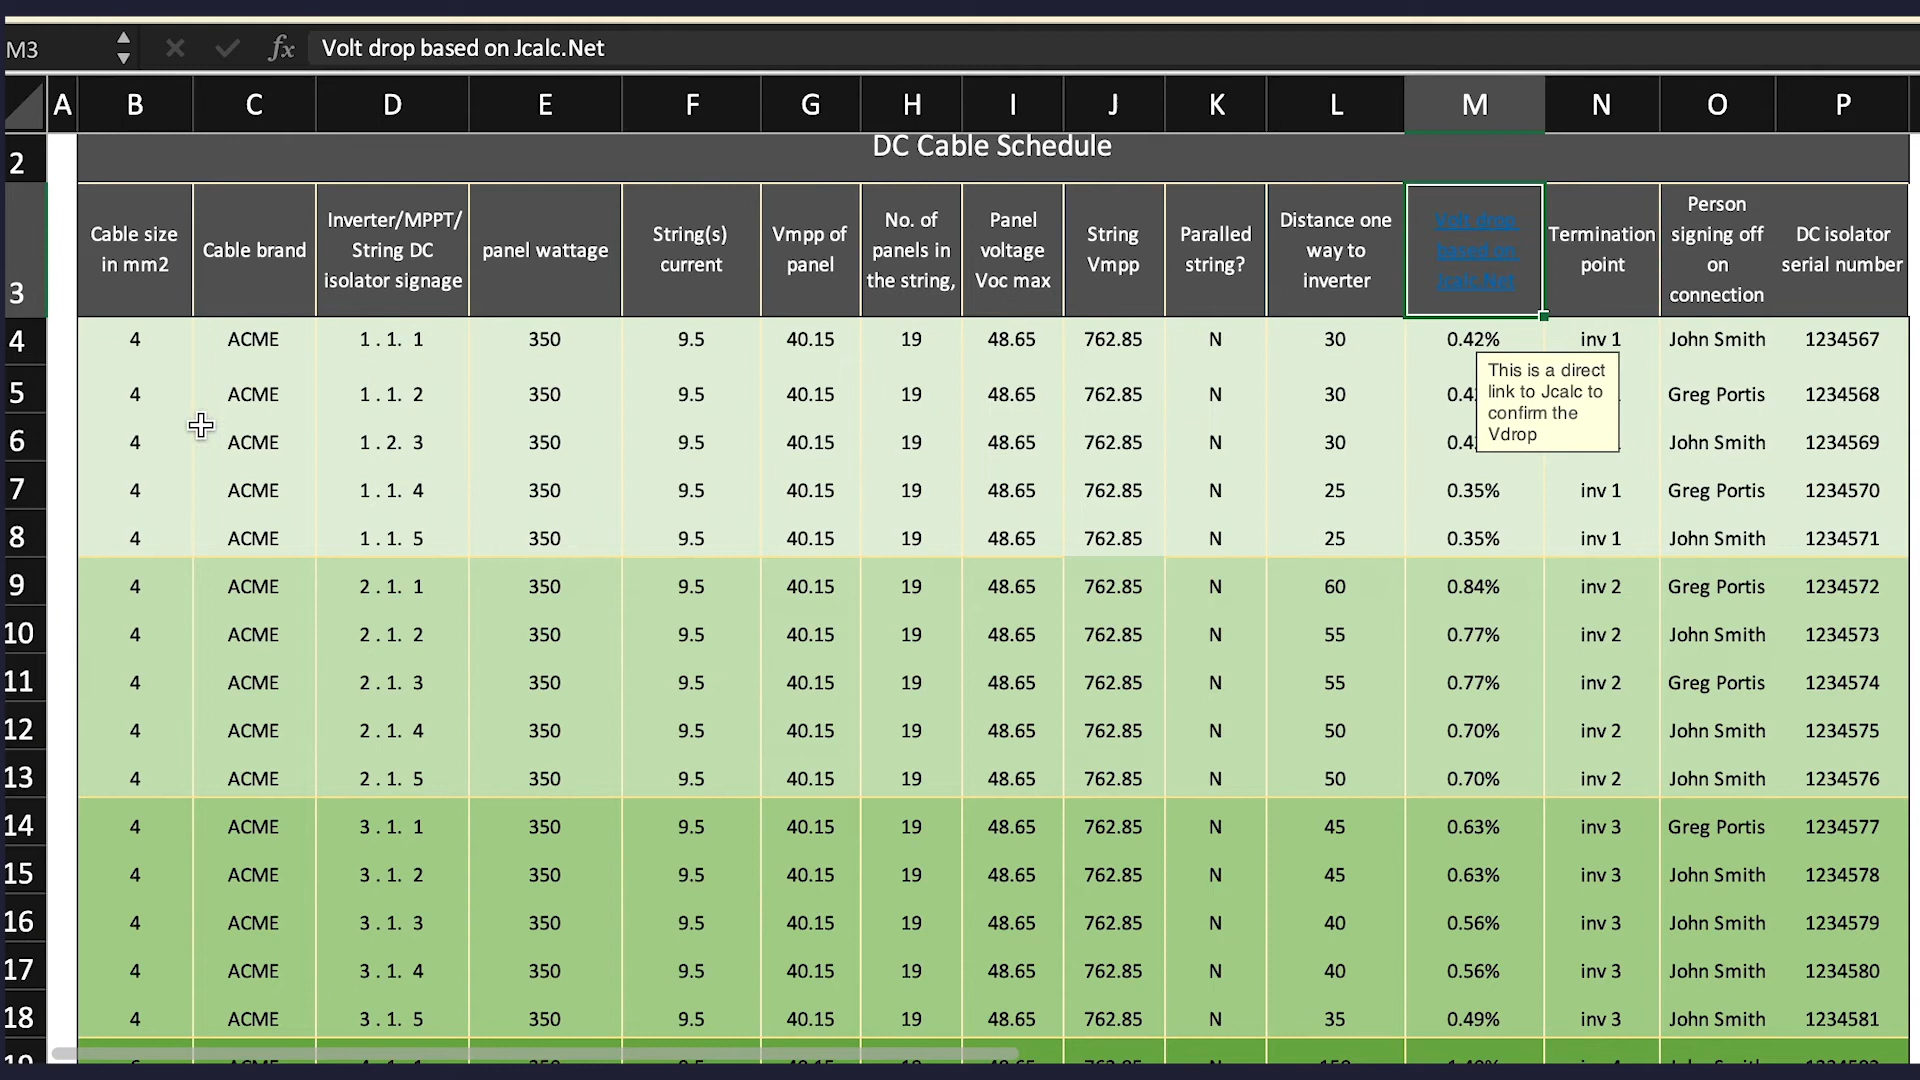 M3 fx Volt drop based on Jcalc.Net
A B C D E F G H I J K L M N O P
2 DC Cable Schedule
3 Cable size in mm2 Cable brand Inverter/MPPT/ String DC isolator signage panel wattage String(s) current Vmpp of panel No. of panels in the string, Panel voltage Voc max String Vmpp Paralled string? Distance one way to inverter Volt drop based on Jcalc.Net Termination point Person signing off on connection DC isolator serial number
4 4 ACME 1 . 1. 1 350 9.5 40.15 19 48.65 762.85 N 30 0.42% inv 1 John Smith 1234567
5 4 ACME 1 . 1. 2 350 9.5 40.15 19 48.65 762.85 N 30 Greg Portis 1234568
6 4 ACME 1 . 2. 3 350 9.5 40.15 19 48.65 762.85 N 30 John Smith 1234569
This is a direct
link to Jcalc to
confirm the
Vdrop
7 4 ACME 1 . 1. 4 350 9.5 40.15 19 48.65 762.85 N 25 0.35% inv 1 Greg Portis 1234570
8 4 ACME 1 . 1. 5 350 9.5 40.15 19 48.65 762.85 N 25 0.35% inv 1 John Smith 1234571
9 4 ACME 2 . 1. 1 350 9.5 40.15 19 48.65 762.85 N 60 0.84% inv 2 Greg Portis 1234572
10 4 ACME 2 . 1. 2 350 9.5 40.15 19 48.65 762.85 N 55 0.77% inv 2 John Smith 1234573
11 4 ACME 2 . 1. 3 350 9.5 40.15 19 48.65 762.85 N 55 0.77% inv 2 Greg Portis 1234574
12 4 ACME 2 . 1. 4 350 9.5 40.15 19 48.65 762.85 N 50 0.70% inv 2 John Smith 1234575
13 4 ACME 2 . 1. 5 350 9.5 40.15 19 48.65 762.85 N 50 0.70% inv 2 John Smith 1234576
14 4 ACME 3 . 1. 1 350 9.5 40.15 19 48.65 762.85 N 45 0.63% inv 3 Greg Portis 1234577
15 4 ACME 3 . 1. 2 350 9.5 40.15 19 48.65 762.85 N 45 0.63% inv 3 John Smith 1234578
16 4 ACME 3 . 1. 3 350 9.5 40.15 19 48.65 762.85 N 40 0.56% inv 3 John Smith 1234579
17 4 ACME 3 . 1. 4 350 9.5 40.15 19 48.65 762.85 N 40 0.56% inv 3 John Smith 1234580
18 4 ACME 3 . 1. 5 350 9.5 40.15 19 48.65 762.85 N 35 0.49% inv 3 John Smith 1234581